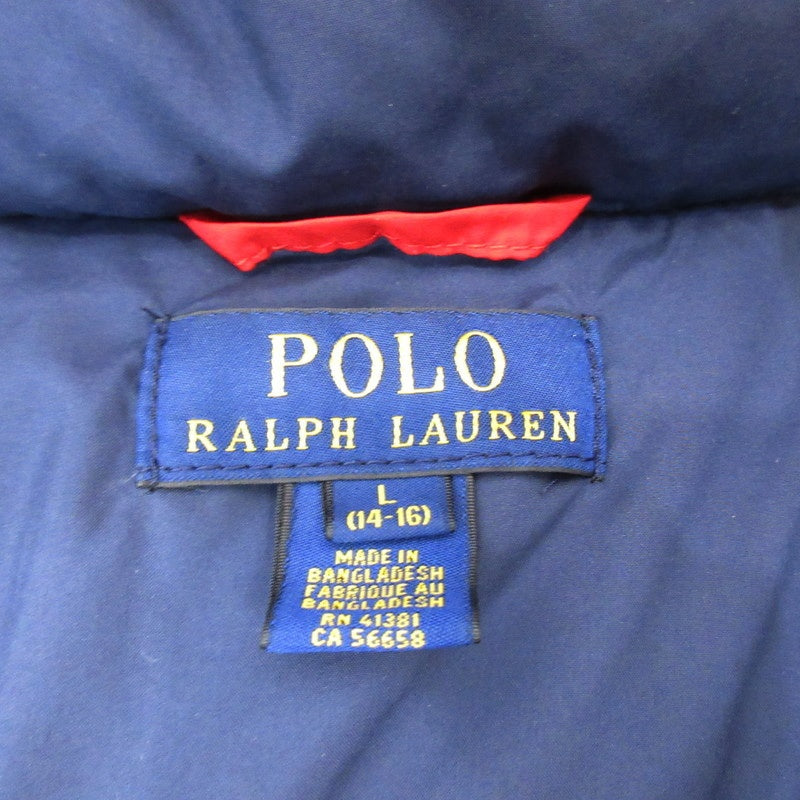 POLO
RALPH LAUREN
L
(14-16)
MADE IN
BANGLADESH
FABRIQUE AU
BANGLADESH
RN 41381
CA 56658